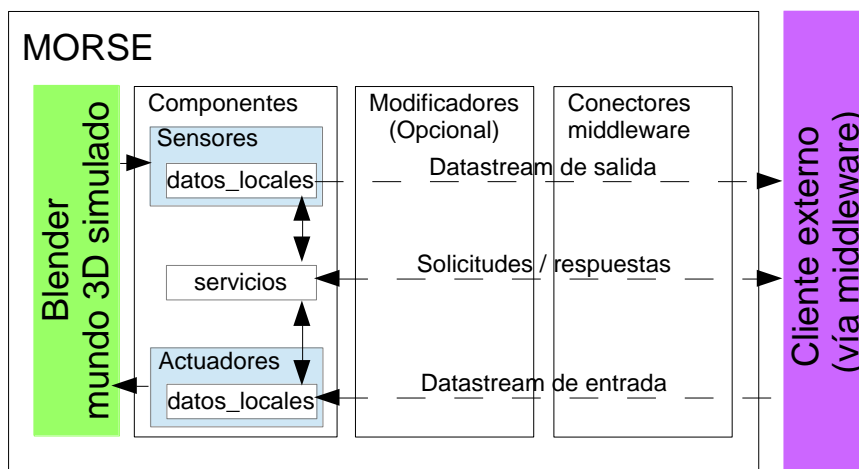 MORSE
Blender
mundo 3D simulado
Componentes
Sensores
datos_locales
servicios
Actuadores
datos_locales
Modificadores
(Opcional)
Conectores
middleware
Datastream de salida
Solicitudes / respuestas
Datastream de entrada
Cliente externo
(vía middleware)